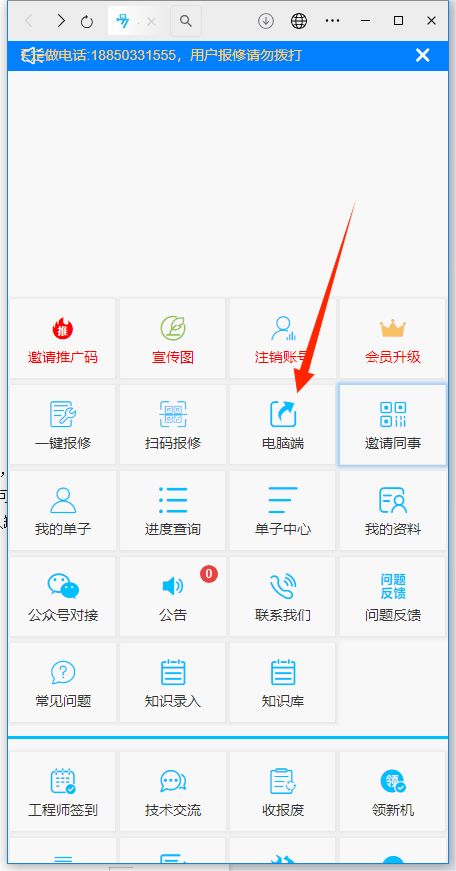 做电话:18850331555，用户报修请勿拨打
推
邀请推广码
宣传图
注销账号
会员升级
一键报修
扫码报修
电脑端
邀请同事
我的单子
进度查询
单子中心
我的资料
0
公众号对接
公告
联系我们
问题
反馈
问题反馈
常见问题
知识录入
知识库
工程师签到
技术交流
收报废
领
领新机